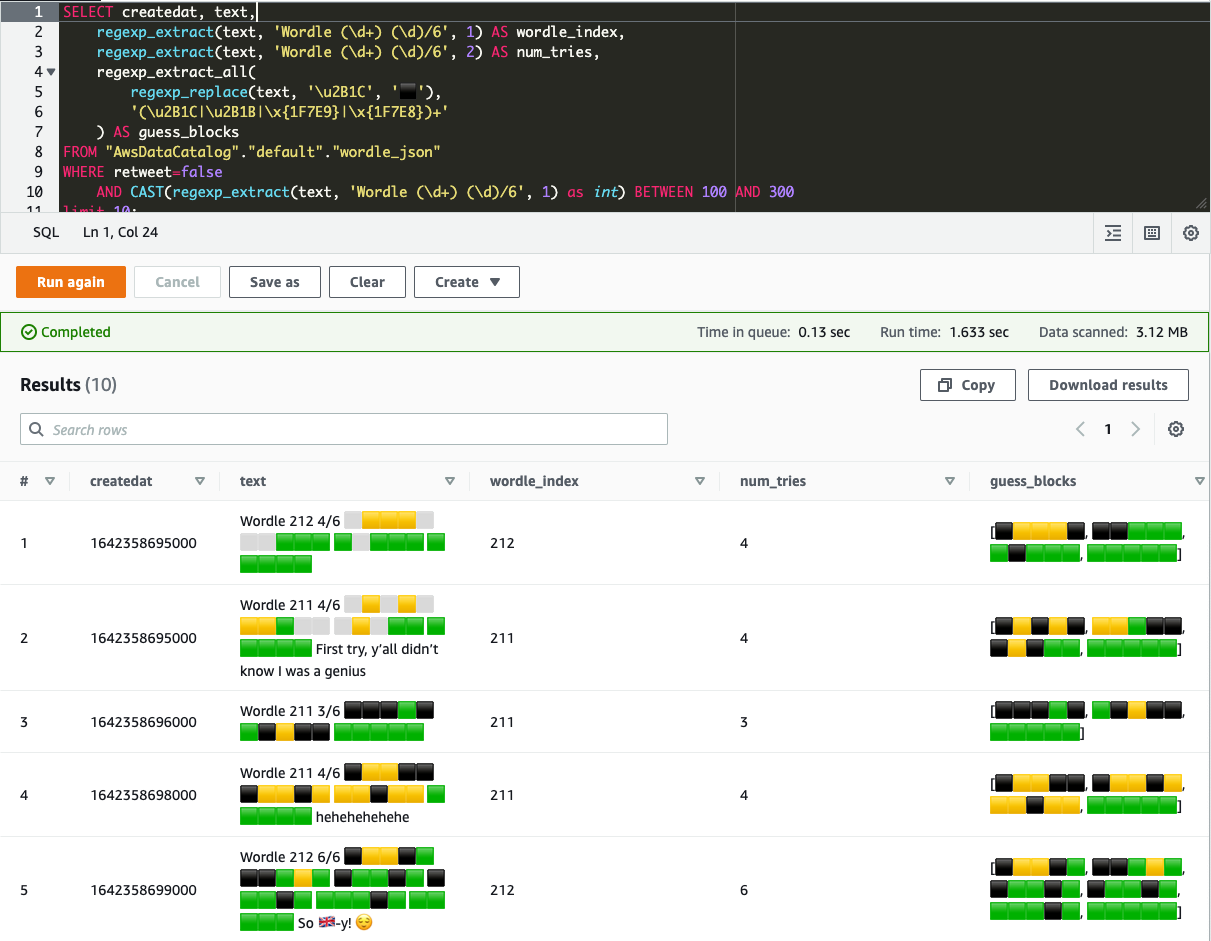 1 SELECT createdat, text,
2 regexp_extract(text, 'Wordle (\d+) (\d)/6', 1) AS wordle_index,
3 regexp_extract(text, 'Wordle (\d+) (\d)/6', 2) AS num_tries,
4 regexp_extract_all(
5 regexp_replace(text, '\u2B1C', '⬛'),
6 '(\u2B1C|\u2B1B|\x{1F7E9}|\x{1F7E8})+'
7 ) AS guess_blocks
8 FROM "AwsDataCatalog"."default"."wordle_json"
9 WHERE retweet=false
10 AND CAST(regexp_extract(text, 'Wordle (\d+) (\d)/6', 1) as int) BETWEEN 100 AND 300
11 limit 10;
SQL Ln 1, Col 24
Run again Cancel Save as Clear Create
Completed Time in queue: 0.13 sec Run time: 1.633 sec Data scanned: 3.12 MB
Results (10) Copy Download results
Search rows 1
# createdat text wordle_index num_tries guess_blocks
1 1642358695000 Wordle 212 4/6 ⬜🟨🟨🟨⬜
⬜⬜🟩🟩🟩 🟩⬜🟩🟩🟩 🟩
🟩🟩🟩🟩
212 4 [⬛🟨🟨🟨⬛, ⬛⬛🟩🟩🟩,
🟩⬛🟩🟩🟩, 🟩🟩🟩🟩🟩]
2 1642358695000 Wordle 211 4/6 ⬜🟨⬜🟨⬜
🟨🟨🟩⬜⬜ ⬜🟨⬜🟩🟩 🟩
🟩🟩🟩🟩 First try, y'all didn't
know I was a genius
211 4 [⬛🟨⬛🟨⬛, 🟨🟨🟩⬛⬛,
⬛🟨⬛🟩🟩, 🟩🟩🟩🟩🟩]
3 1642358696000 Wordle 211 3/6 ⬛⬛⬛🟩⬛
🟩⬛🟨⬛⬛ 🟩🟩🟩🟩🟩
211 3 [⬛⬛⬛🟩⬛, 🟩⬛🟨⬛⬛,
🟩🟩🟩🟩🟩]
4 1642358698000 Wordle 211 4/6 ⬛🟨🟨⬛⬛
⬛🟨🟨⬛🟨 🟨🟨⬛🟨🟨 🟩
🟩🟩🟩🟩 hehehehehehe
211 4 [⬛🟨🟨⬛⬛, ⬛🟨🟨⬛🟨,
🟨🟨⬛🟨🟨, 🟩🟩🟩🟩🟩]
5 1642358699000 Wordle 212 6/6 ⬛🟨🟨⬛🟩
⬛⬛🟩🟨🟩 ⬛🟩🟩⬛🟩 ⬛
🟩🟩⬛🟩 🟩🟩🟩⬛🟩 🟩🟩
🟩🟩🟩 So 🇬🇧-y! 😌
212 6 [⬛🟨🟨⬛🟩, ⬛⬛🟩🟨🟩,
⬛🟩🟩⬛🟩, ⬛🟩🟩⬛🟩,
🟩🟩🟩⬛🟩, 🟩🟩🟩🟩🟩]